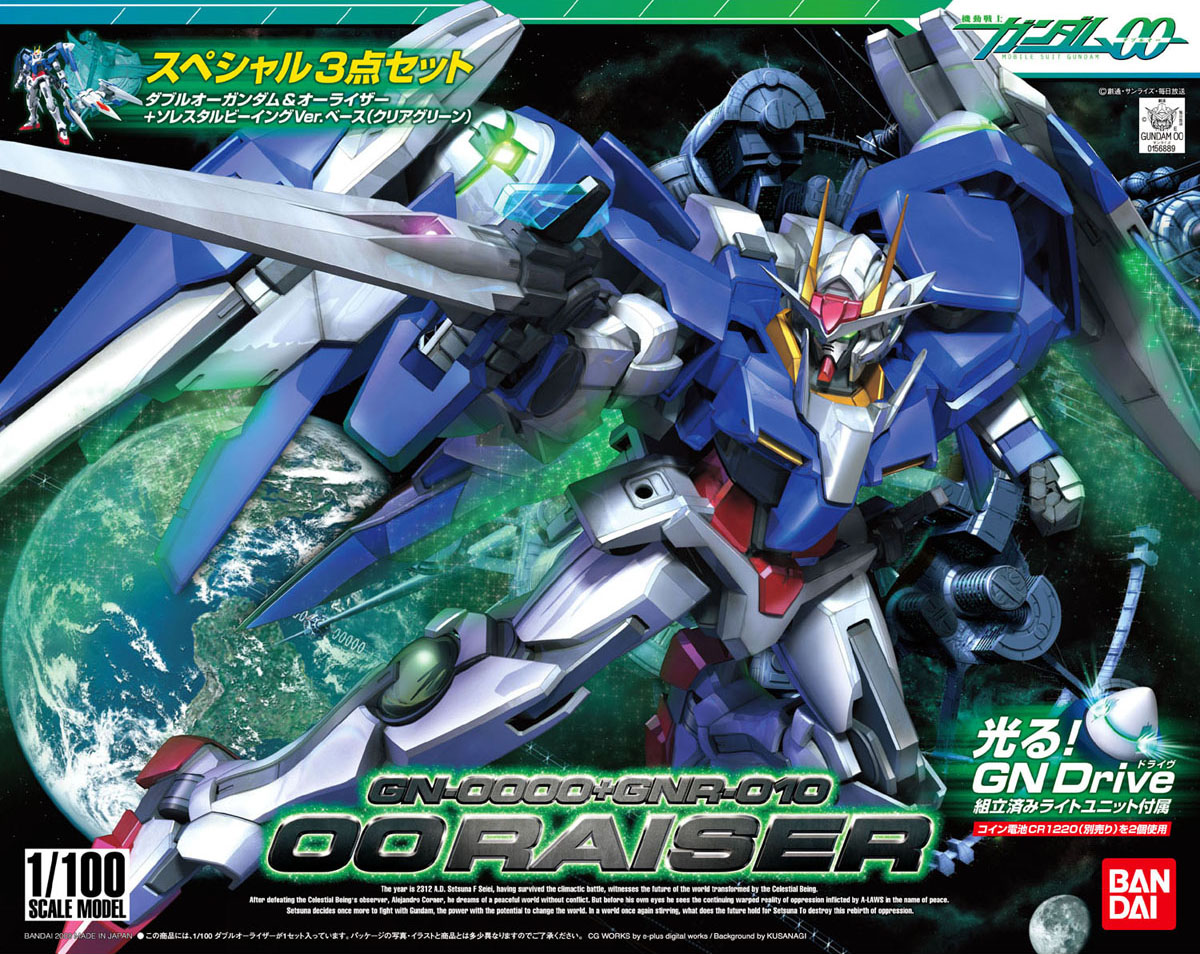 スペシャル3点セット
ダブルオーガンダム&オーライザー
+ソレスタルビーイングVer.ベース(クリアグリーン)
機動戦士
ガンダム00
MOBILE SUIT GUNDAM
©創通・サンライズ・毎日放送
GUNDAM 00
サンライズ
0156889
光る!
ドライヴ
GN Drive
組立済みライトユニット付属
コイン電池CR1220(別売り)を2個使用
GN-0000+GNR-010
00 RAISER
1/100
SCALE MODEL
BAN
DAI
The year is 2312 A.D. Setsuna F Seiei, having survived the climactic battle, witnesses the future of the world transformed by the Celestial Being.
After defeating the Celestial Being's observer, Alejandro Corner, he dreams of a peaceful world without conflict. But before his own eyes he sees the continuing warped reality of oppression inflicted by A-LAWS in the name of peace.
Setsuna decides once more to fight with Gundam, the power with the potential to change the world. In a world once again stirring, what does the future hold for Setsuna To destroy this rebirth of oppression.
BANDAI MADE IN JAPAN ●この商品には、1/100 ダブルオーライザーが1セット入っています。パッケージの写真・イラストと商品とは多少異なりますのでご了承ください。 CG WORKS by e-plus digital works / Background by KUSANAGI